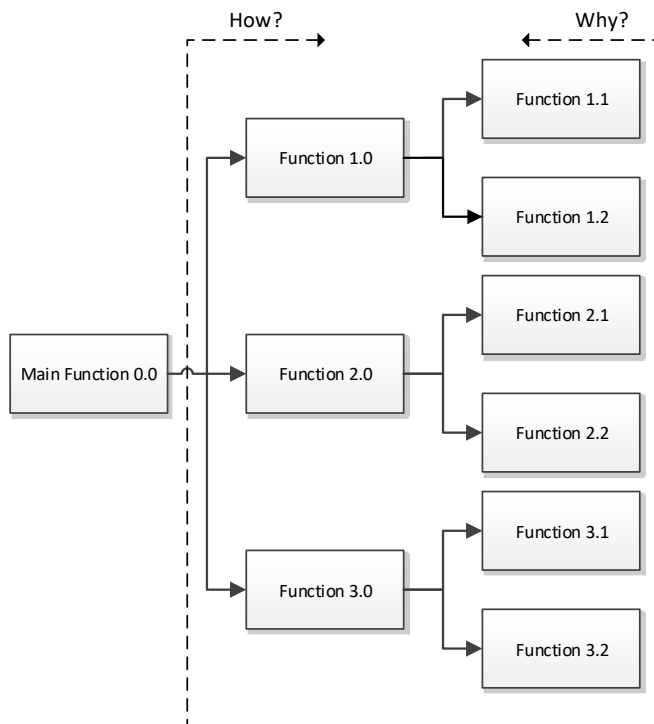 How?
Why?
Function 1.1
Function 1.0
Function 1.2
Function 2.1
Main Function 0.0
Function 2.0
Function 2.2
Function 3.1
Function 3.0
Function 3.2